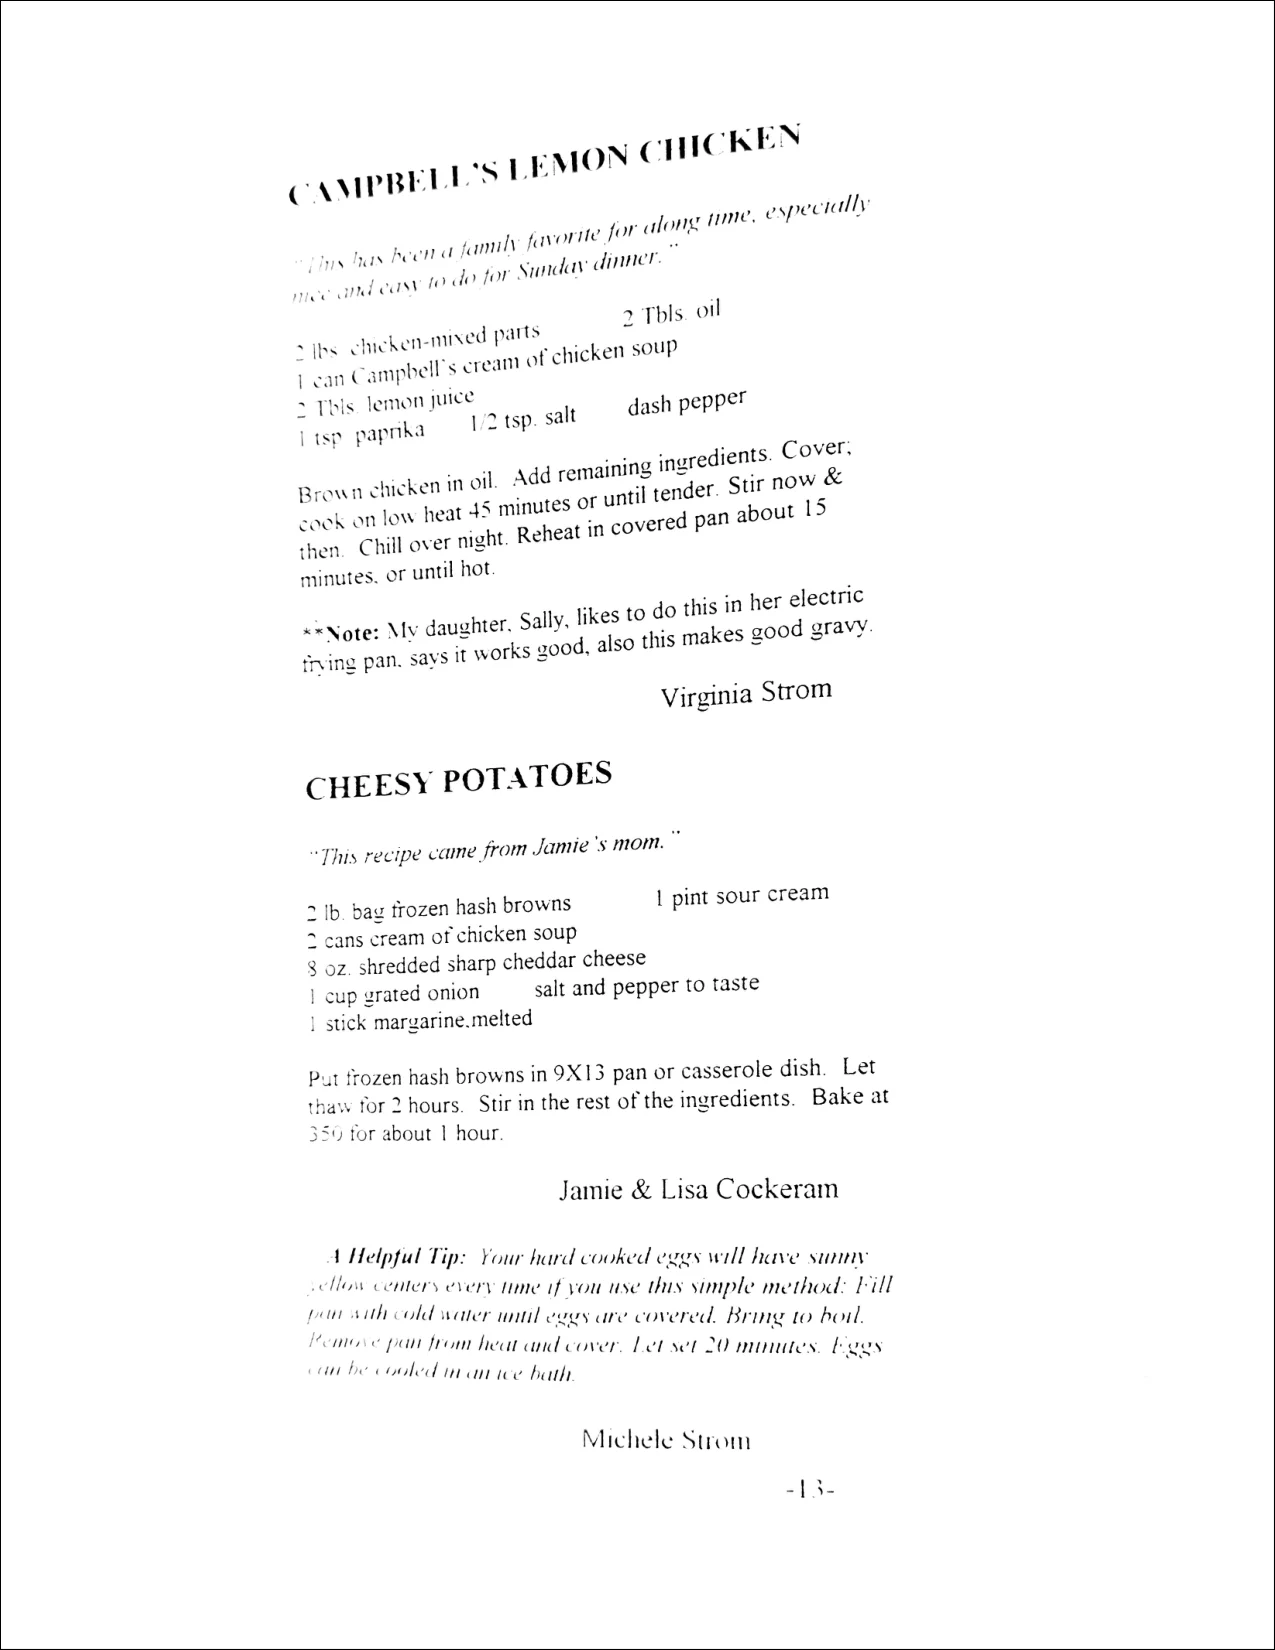 CAMPBELL'S LEMON CHICKEN
"This has been a family favorite for along time, especially
nice and easy to do for Sunday dinner."
2 lbs. chicken-mixed parts 2 Tbls. oil
1 can Campbell's cream of chicken soup
2 Tbls. lemon juice
1 tsp. paprika 1/2 tsp. salt dash pepper
Brown chicken in oil. Add remaining ingredients. Cover;
cook on low heat 45 minutes or until tender. Stir now &
then. Chill over night. Reheat in covered pan about 15
minutes, or until hot.
**Note: My daughter, Sally, likes to do this in her electric
frying pan, says it works good, also this makes good gravy.
Virginia Strom
CHEESY POTATOES
"This recipe came from Jamie's mom."
2 lb. bag frozen hash browns 1 pint sour cream
2 cans cream of chicken soup
8 oz. shredded sharp cheddar cheese
1 cup grated onion salt and pepper to taste
1 stick margarine,melted
Put frozen hash browns in 9X13 pan or casserole dish. Let
thaw for 2 hours. Stir in the rest of the ingredients. Bake at
350 for about 1 hour.
Jamie & Lisa Cockeram
A Helpful Tip: Your hard cooked eggs will have sunny
yellow centers every time if you use this simple method: Fill
pan with cold water until eggs are covered. Bring to boil.
Remove pan from heat and cover. Let set 20 minutes. Eggs
can be cooled in an ice bath.
Michele Strom
-13-